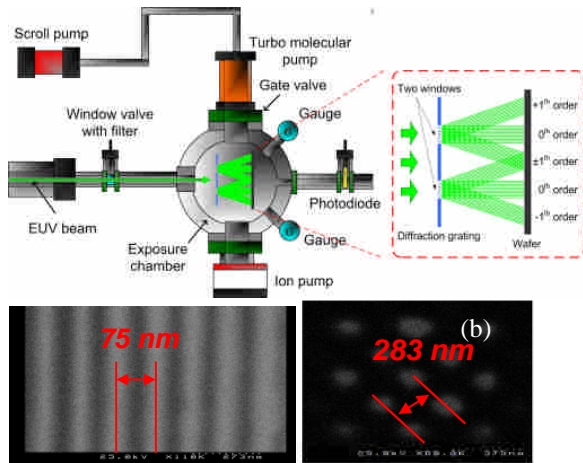 Scroll pump
Turbo molecular
pump
Gate valve
Gauge
Window valve
with filter
EUV beam
Exposure
chamber
Photodiode
Gauge
Ion pump
Two windows
+1th order
0th order
±1th order
0th order
-1th order
Diffraction grating
Wafer
75 nm
(b)
283 nm